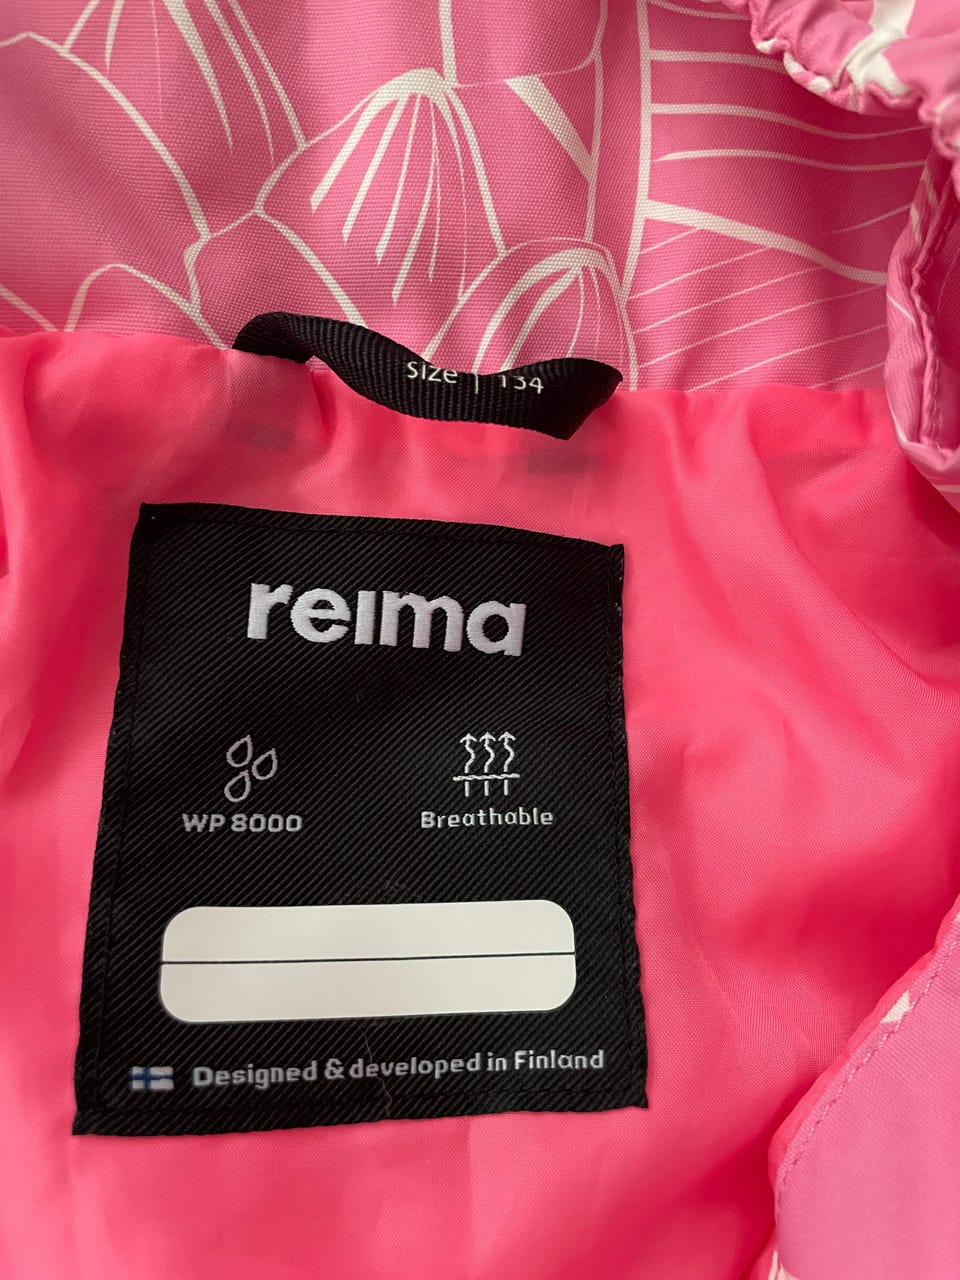 size | 134
reima
WP 8000
Breathable
Designed & developed in Finland